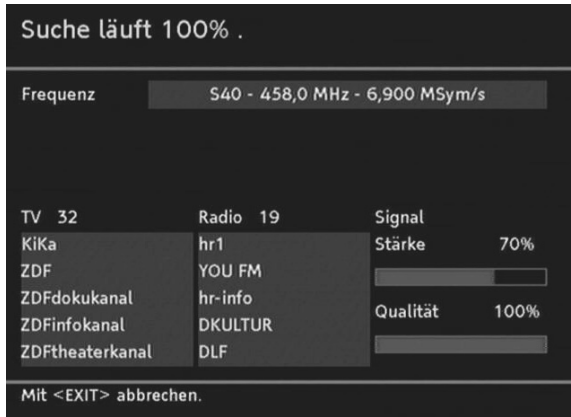 Suche läuft 100% .
Frequenz S40 - 458,0 MHz - 6,900 MSym/s
TV 32 Radio 19 Signal
KiKa hr1 Stärke 70%
ZDF YOU FM
ZDFdokukanal hr-info
ZDFinfokanal DKULTUR Qualität 100%
ZDFtheaterkanal DLF
Mit <EXIT> abbrechen.